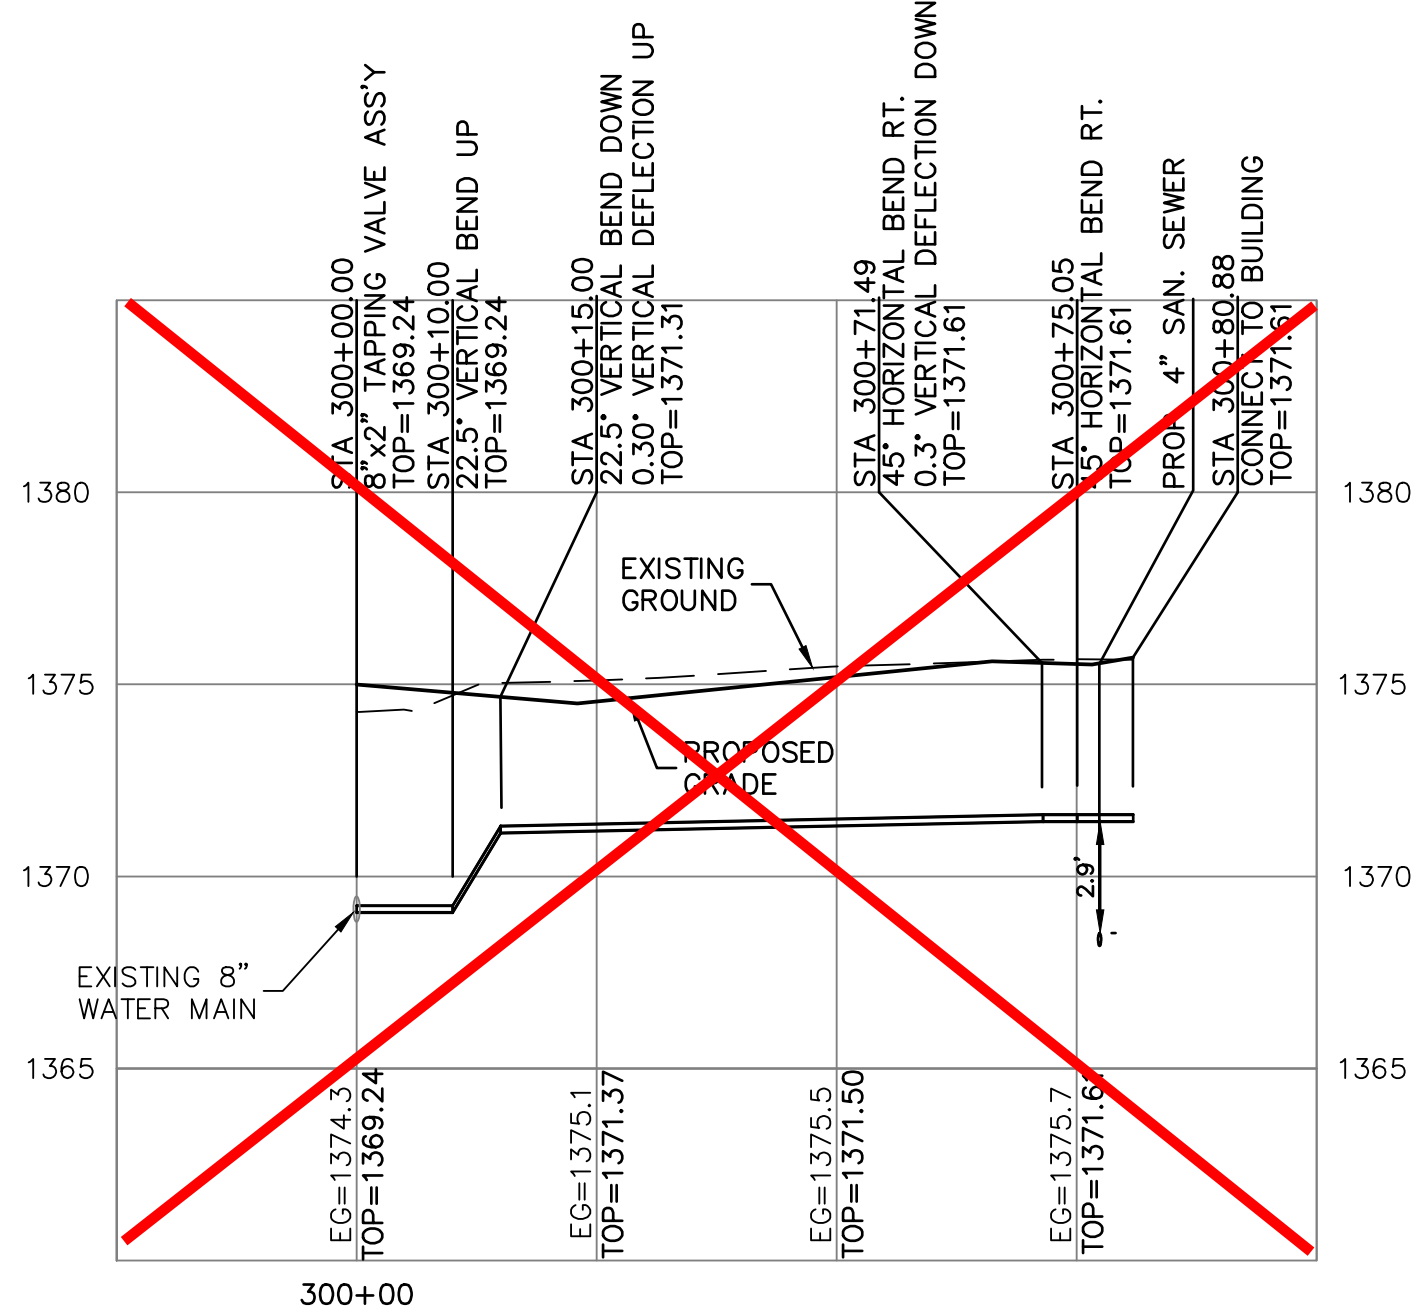 STA 300+00.00
8"x2" TAPPING VALVE ASS'Y
TOP=1369.24
STA 300+10.00
22.5° VERTICAL BEND UP
TOP=1369.24
STA 300+15.00
22.5° VERTICAL BEND DOWN
0.30° VERTICAL DEFLECTION UP
TOP=1371.31
STA 300+71.49
45° HORIZONTAL BEND RT.
0.3° VERTICAL DEFLECTION DOWN
TOP=1371.61
STA 300+75.05
HORIZONTAL BEND RT.
TOP=1371.61
PROP. 4" SAN. SEWER
STA 300+80.88
CONNECT TO BUILDING
TOP=1371.61
1380
1380
EXISTING
GROUND
1375
1375
PROPOSED
GRADE
1370
1370
2.9'
EXISTING 8"
WATER MAIN
1365
1365
EG=1374.3
TOP=1369.24
EG=1375.1
TOP=1371.37
EG=1375.5
TOP=1371.50
EG=1375.7
300+00